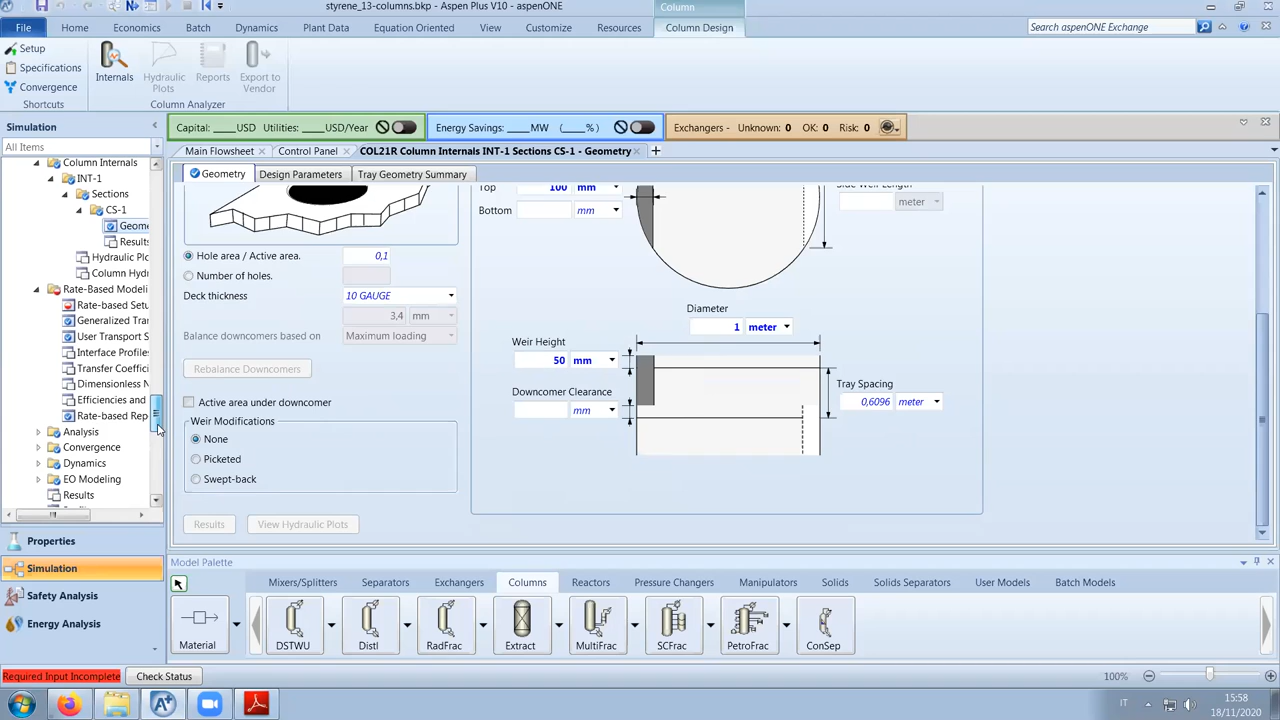 styrene_13-columns.bkp - Aspen Plus V10 - aspenONE
Column
File Home Economics Batch Dynamics Plant Data Equation Oriented View Customize Resources Column Design
Search aspenONE Exchange
Setup
Specifications
Convergence
Shortcuts
Internals
Hydraulic Plots
Reports
Export to Vendor
Column Analyzer
Simulation
All Items
Capital: ____USD Utilities: ____USD/Year
Energy Savings: ____MW (____%)
Exchangers - Unknown: 0 OK: 0 Risk: 0
Main Flowsheet Control Panel COL21R Column Internals INT-1 Sections CS-1 - Geometry
Column Internals
INT-1
Sections
CS-1
Geome
Results
Hydraulic Plo
Column Hydr
Rate-Based Modeli
Rate-based Setu
Generalized Tra
User Transport S
Interface Profiles
Transfer Coeffici
Dimensionless N
Efficiencies and
Rate-based Rep
Analysis
Convergence
Dynamics
EO Modeling
Results
Properties
Simulation
Safety Analysis
Energy Analysis
Geometry Design Parameters Tray Geometry Summary
Hole area / Active area. 0,1
Number of holes.
Deck thickness 10 GAUGE
3,4 mm
Balance downcomers based on Maximum loading
Rebalance Downcomers
Active area under downcomer
Weir Modifications
None
Picketed
Swept-back
Results View Hydraulic Plots
Top 100 mm
Bottom mm
Side Weir Length
meter
Diameter
1 meter
Weir Height
50 mm
Downcomer Clearance
mm
Tray Spacing
0,6096 meter
Model Palette
Mixers/Splitters Separators Exchangers Columns Reactors Pressure Changers Manipulators Solids Solids Separators User Models Batch Models
Material DSTWU Distl RadFrac Extract MultiFrac SCFrac PetroFrac ConSep
Required Input Incomplete Check Status
100%
IT
15:58
18/11/2020